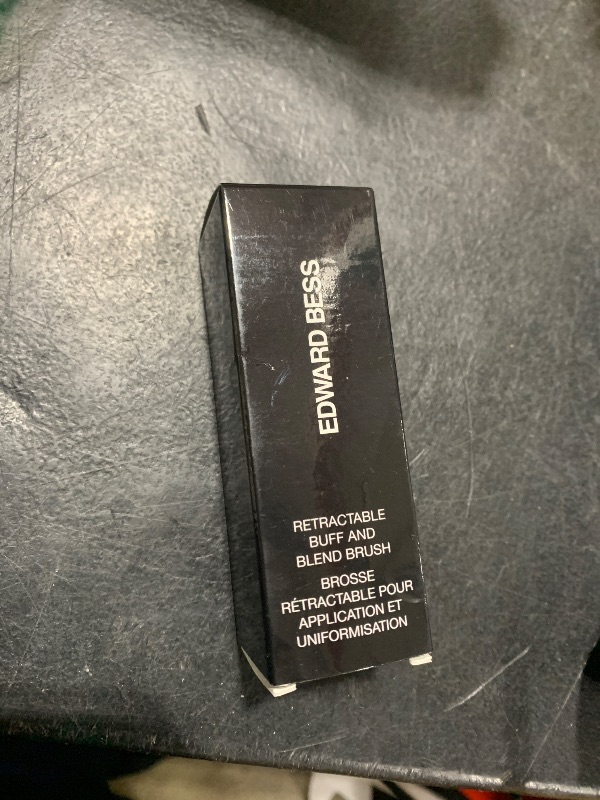 EDWARD BESS
RETRACTABLE
BUFF AND
BLEND BRUSH
BROSSE
RÉTRACTABLE POUR
APPLICATION ET
UNIFORMISATION